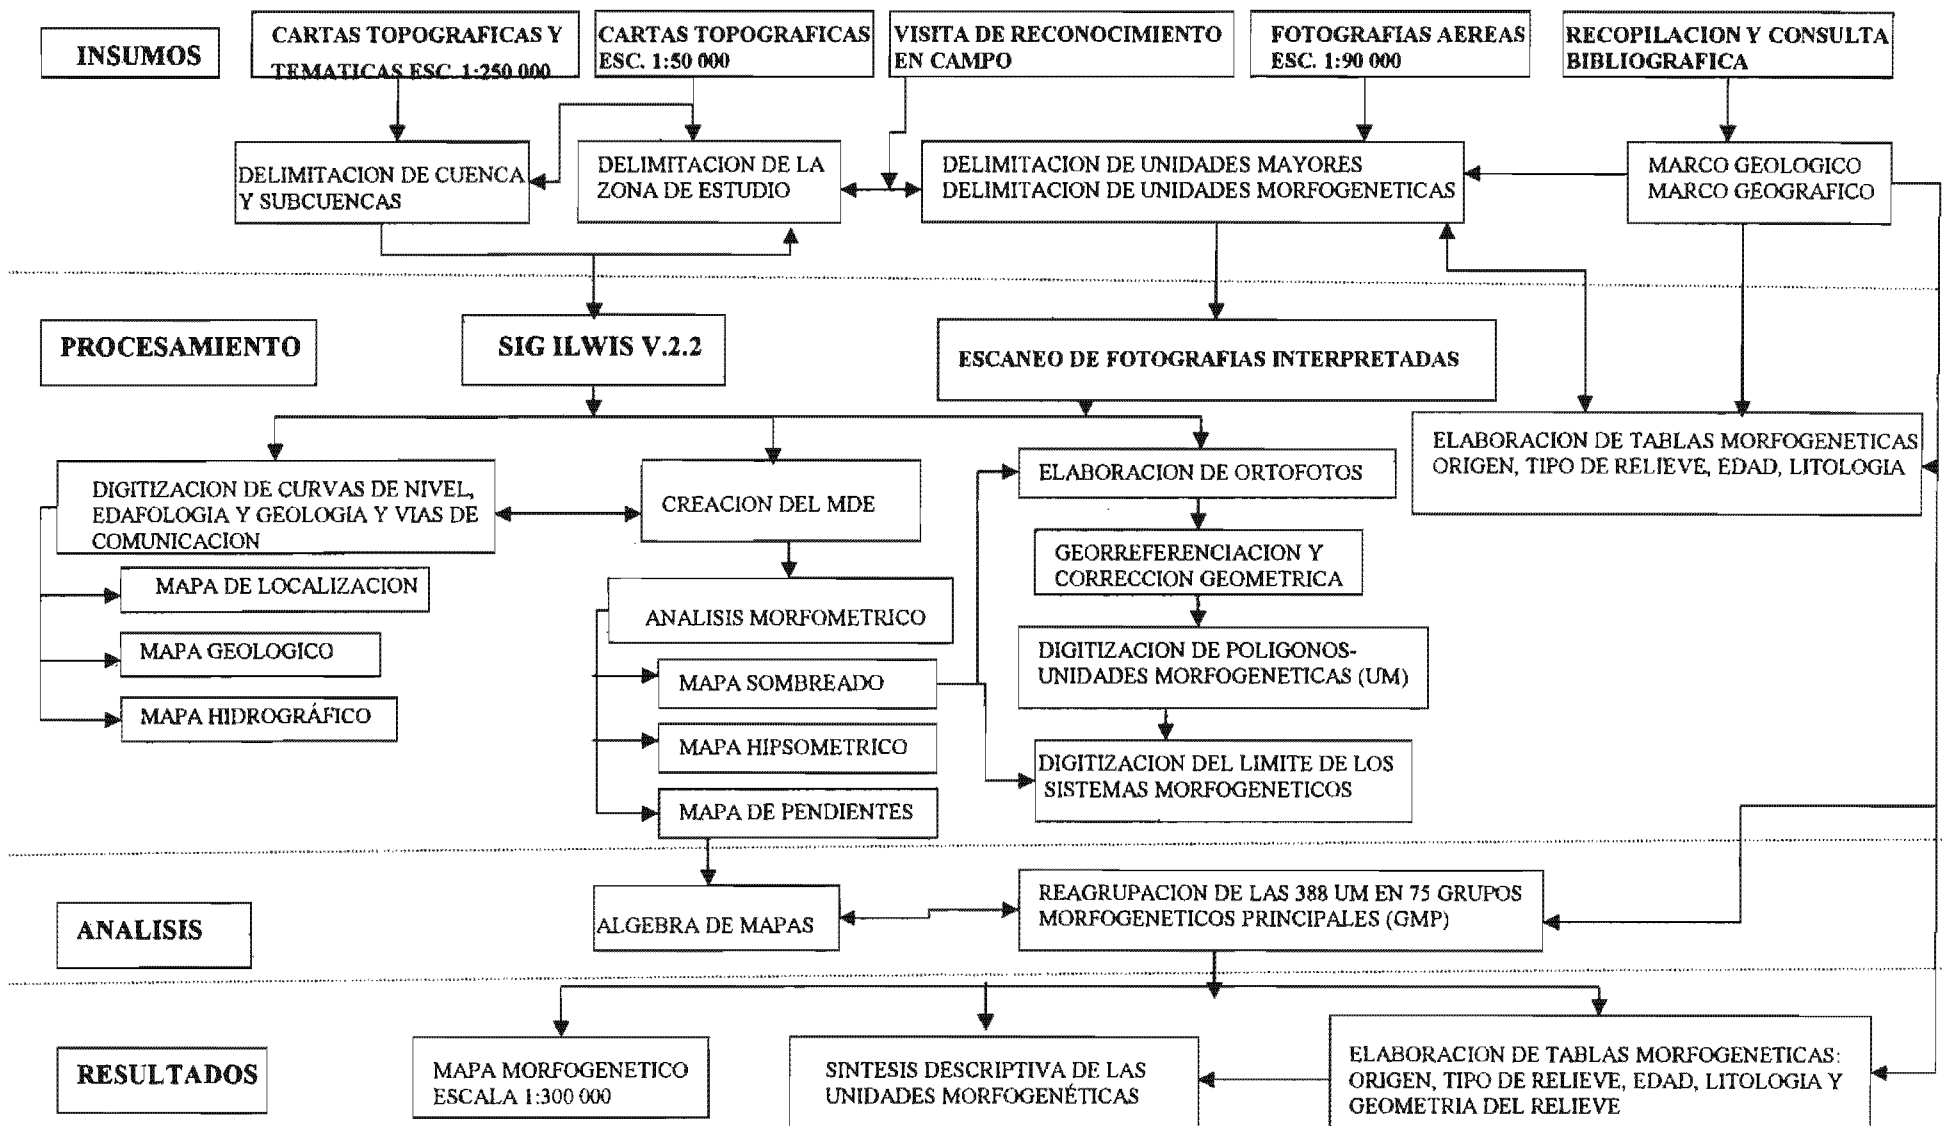 INSUMOS
CARTAS TOPOGRAFICAS Y
TEMATICAS ESC. 1:250 000
CARTAS TOPOGRAFICAS
ESC. 1:50 000
VISITA DE RECONOCIMIENTO
EN CAMPO
FOTOGRAFIAS AEREAS
ESC. 1:90 000
RECOPILACION Y CONSULTA
BIBLIOGRAFICA
DELIMITACION DE CUENCA
Y SUBCUENCAS
DELIMITACION DE LA
ZONA DE ESTUDIO
DELIMITACION DE UNIDADES MAYORES
DELIMITACION DE UNIDADES MORFOGENETICAS
MARCO GEOLOGICO
MARCO GEOGRAFICO
PROCESAMIENTO
SIG ILWIS V.2.2
ESCANEO DE FOTOGRAFIAS INTERPRETADAS
ELABORACION DE TABLAS MORFOGENETICAS
ORIGEN, TIPO DE RELIEVE, EDAD, LITOLOGIA
DIGITIZACION DE CURVAS DE NIVEL,
EDAFOLOGIA Y GEOLOGIA Y VIAS DE
COMUNICACION
CREACION DEL MDE
ELABORACION DE ORTOFOTOS
GEORREFERENCIACION Y
CORRECCION GEOMETRICA
MAPA DE LOCALIZACION
ANALISIS MORFOMETRICO
MAPA GEOLOGICO
DIGITIZACION DE POLIGONOS-
UNIDADES MORFOGENETICAS (UM)
MAPA SOMBREADO
MAPA HIDROGRÁFICO
MAPA HIPSOMETRICO
DIGITIZACION DEL LIMITE DE LOS
SISTEMAS MORFOGENETICOS
MAPA DE PENDIENTES
ANALISIS
ALGEBRA DE MAPAS
REAGRUPACION DE LAS 388 UM EN 75 GRUPOS
MORFOGENETICOS PRINCIPALES (GMP)
RESULTADOS
MAPA MORFOGENETICO
ESCALA 1:300 000
SINTESIS DESCRIPTIVA DE LAS
UNIDADES MORFOGENÉTICAS
ELABORACION DE TABLAS MORFOGENETICAS:
ORIGEN, TIPO DE RELIEVE, EDAD, LITOLOGIA Y
GEOMETRIA DEL RELIEVE